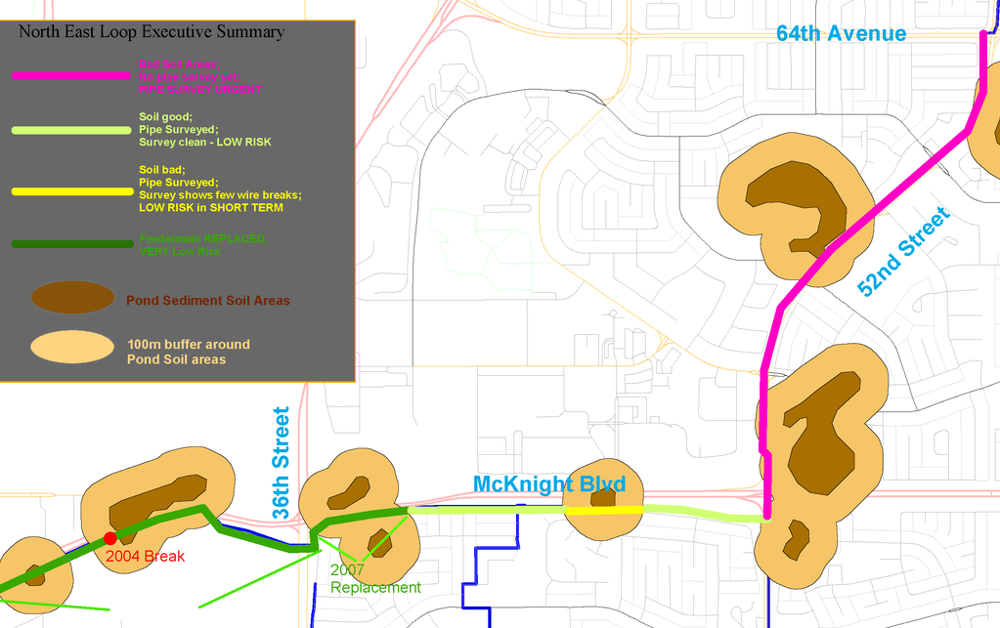 North East Loop Executive Summary
Bad Soil Areas;
No pipe survey yet;
PIPE SURVEY URGENT
Soil good;
Pipe Surveyed;
Survey clean - LOW RISK
Soil bad;
Pipe Surveyed;
Survey shows few wire breaks;
LOW RISK in SHORT TERM
Feedermain REPLACED,
VERY Low Risk
Pond Sediment Soil Areas
100m buffer around
Pond Soil areas
64th Avenue
52nd Street
36th Street
McKnight Blvd
2004 Break
2007
Replacement